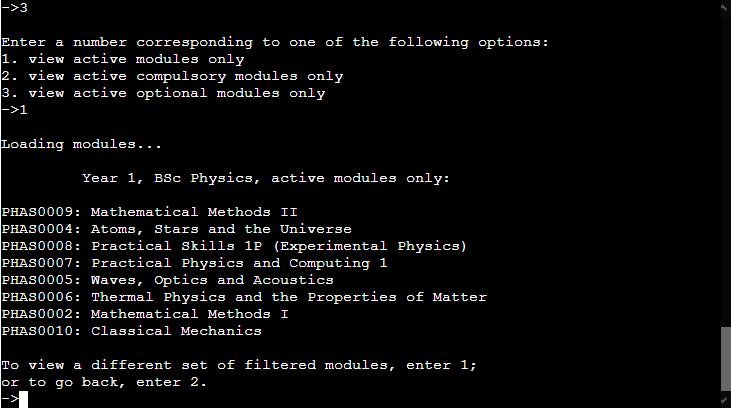 ->3
Enter a number corresponding to one of the following options:
1. view active modules only
2. view active compulsory modules only
3. view active optional modules only
->1
Loading modules...
Year 1, BSc Physics, active modules only:
PHAS0009: Mathematical Methods II
PHAS0004: Atoms, Stars and the Universe
PHAS0008: Practical Skills 1P (Experimental Physics)
PHAS0007: Practical Physics and Computing 1
PHAS0005: Waves, Optics and Acoustics
PHAS0006: Thermal Physics and the Properties of Matter
PHAS0002: Mathematical Methods I
PHAS0010: Classical Mechanics
To view a different set of filtered modules, enter 1;
or to go back, enter 2.
->